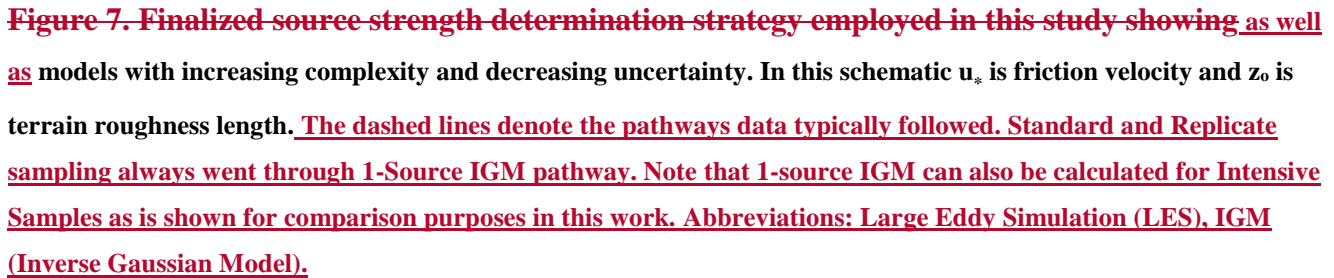 Figure 7. Finalized source strength determination strategy employed in this study showing as well
as models with increasing complexity and decreasing uncertainty. In this schematic u* is friction velocity and zo is
terrain roughness length. The dashed lines denote the pathways data typically followed. Standard and Replicate
sampling always went through 1-Source IGM pathway. Note that 1-source IGM can also be calculated for Intensive
Samples as is shown for comparison purposes in this work. Abbreviations: Large Eddy Simulation (LES), IGM
(Inverse Gaussian Model).